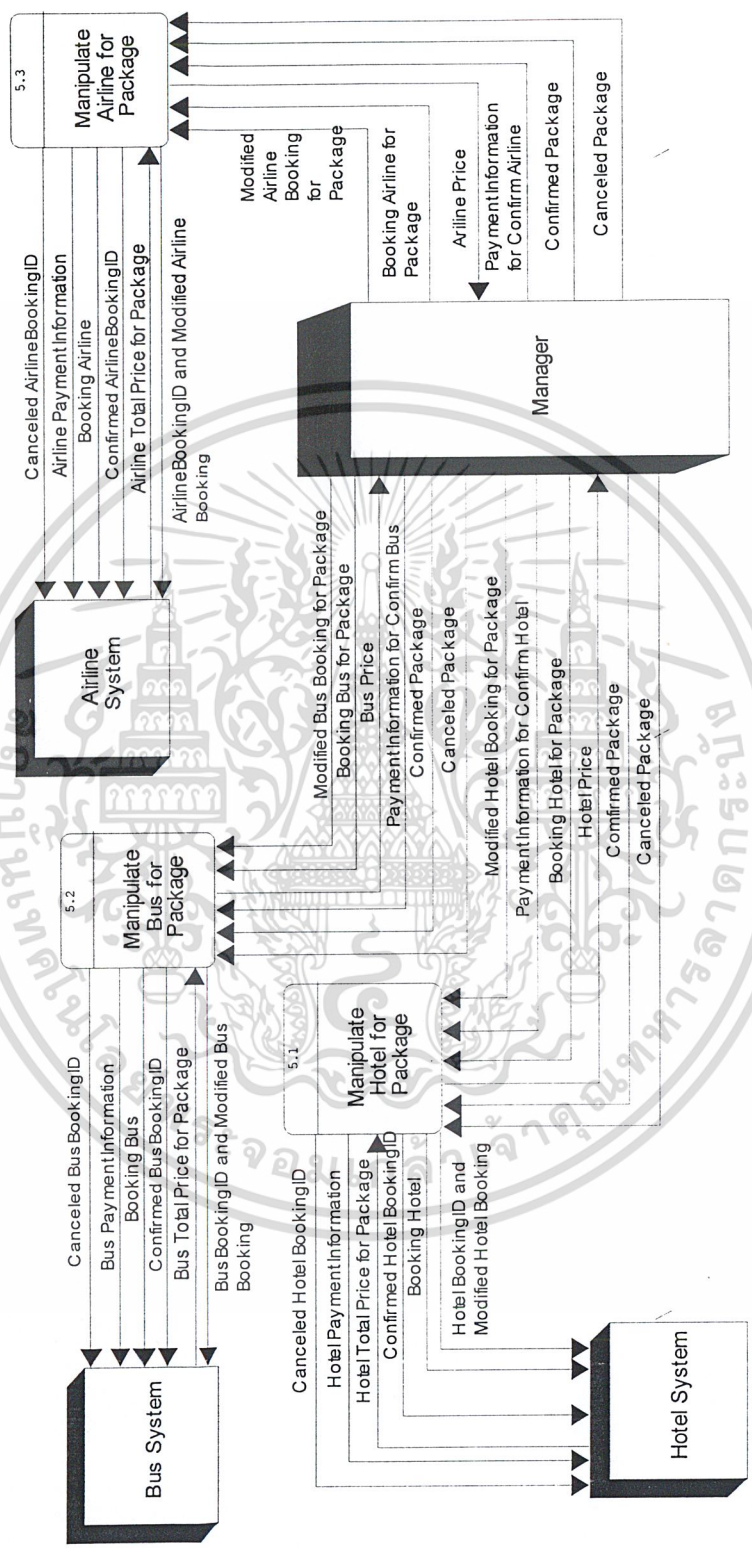 5.3
Manipulate
Airline for
Package
Canceled AirlineBookingID
Airline Payment Information
Booking Airline
Confirmed AirlineBookingID
Airline Total Price for Package
AirlineBookingID and Modified Airline
Booking
Airline
System
Modified
Airline
Booking
for
Package
Booking Airline for
Package
Ariline Price
Payment Information
for Confirm Airline
Confirmed Package
Canceled Package
Manager
5.2
Manipulate
Bus for
Package
Modified Bus Booking for Package
Booking Bus for Package
Bus Price
Payment Information for Confirm Bus
Confirmed Package
Canceled Package
Canceled BusBookingID
Bus Payment Information
Booking Bus
Confirmed BusBookingID
Bus Total Price for Package
BusBookingID and Modified Bus
Booking
Bus System
5.1
Manipulate
Hotel for
Package
Modified Hotel Booking for Package
Payment Information for Confirm Hotel
Booking Hotel for Package
Hotel Price
Comfirmed Package
Canceled Package
Canceled Hotel BookingID
Hotel Payment Information
Hotel Total Price for Package
Confirmed Hotel BookingID
Booking Hotel
Hotel BookingID and
Modified Hotel Booking
Hotel System